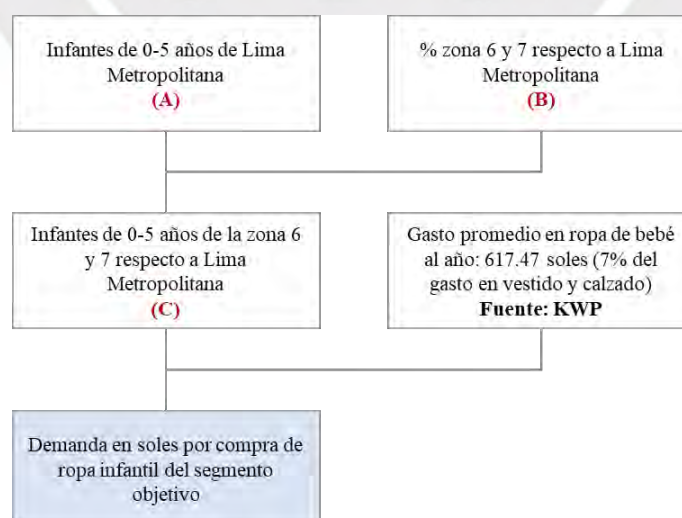 Infantes de 0-5 años de Lima
Metropolitana
(A)
% zona 6 y 7 respecto a Lima
Metropolitana
(B)
Infantes de 0-5 años de la zona 6
y 7 respecto a Lima
Metropolitana
(C)
Gasto promedio en ropa de bebé
al año: 617.47 soles (7% del
gasto en vestido y calzado)
Fuente: KWP
Demanda en soles por compra de
ropa infantil del segmento
objetivo